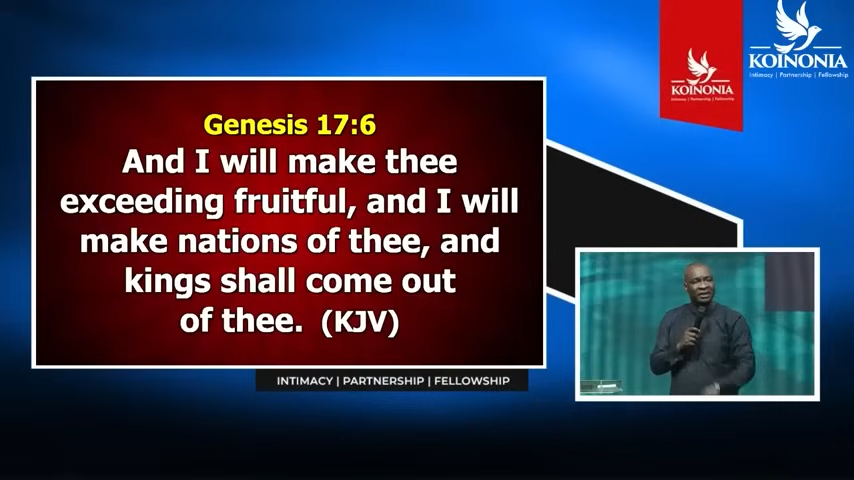 Genesis 17:6
And I will make thee
exceeding fruitful, and I will
make nations of thee, and
kings shall come out
of thee. (KJV)
INTIMACY | PARTNERSHIP | FELLOWSHIP
KOINONIA
Intimacy | Partnership | Fellowship
KOINONIA
Intimacy | Partnership | Fellowship